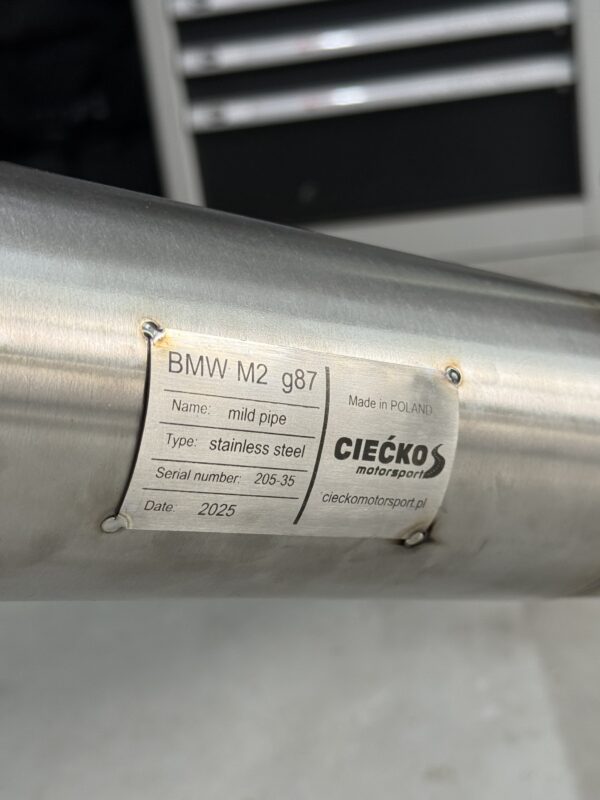 BMW M2 g87
Name: mild pipe
Type: stainless steel
Serial number: 205-35
Date: 2025
Made in POLAND
CIEĆKO
motorsport
cieckomotorsport.pl